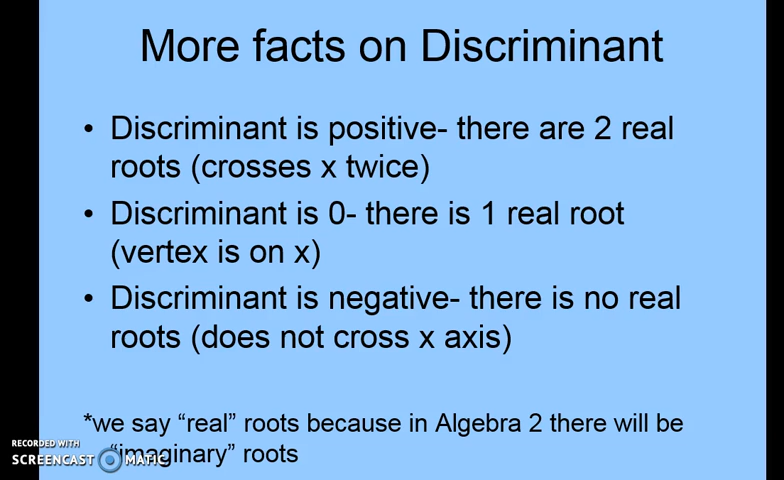 More facts on Discriminant
• Discriminant is positive- there are 2 real
roots (crosses x twice)
• Discriminant is 0- there is 1 real root
(vertex is on x)
• Discriminant is negative- there is no real
roots (does not cross x axis)
*we say “real” roots because in Algebra 2 there will be
“imaginary” roots
RECORDED WITH
SCREENCAST MATIC